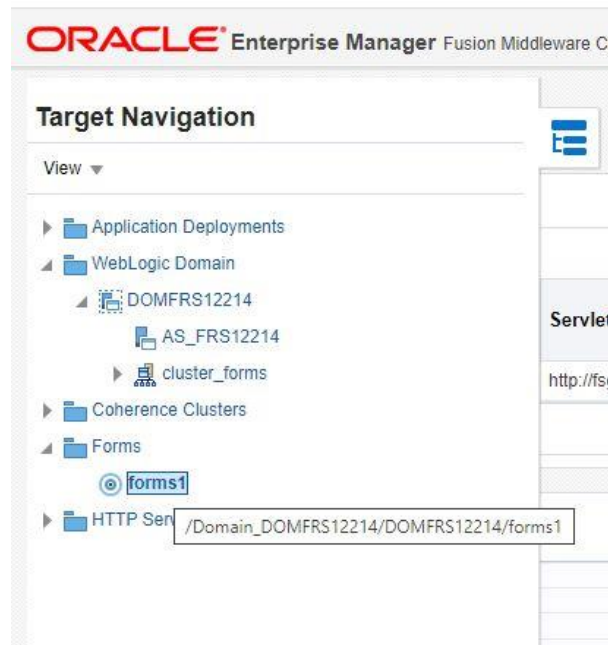 ORACLE Enterprise Manager Fusion Middleware C
Target Navigation
View
Application Deployments
WebLogic Domain
DOMFRS12214
AS_FRS12214
cluster_forms
Coherence Clusters
Forms
forms1
HTTP Ser
/Domain_DOMFRS12214/DOMFRS12214/forms1
Servlet
http://fsg